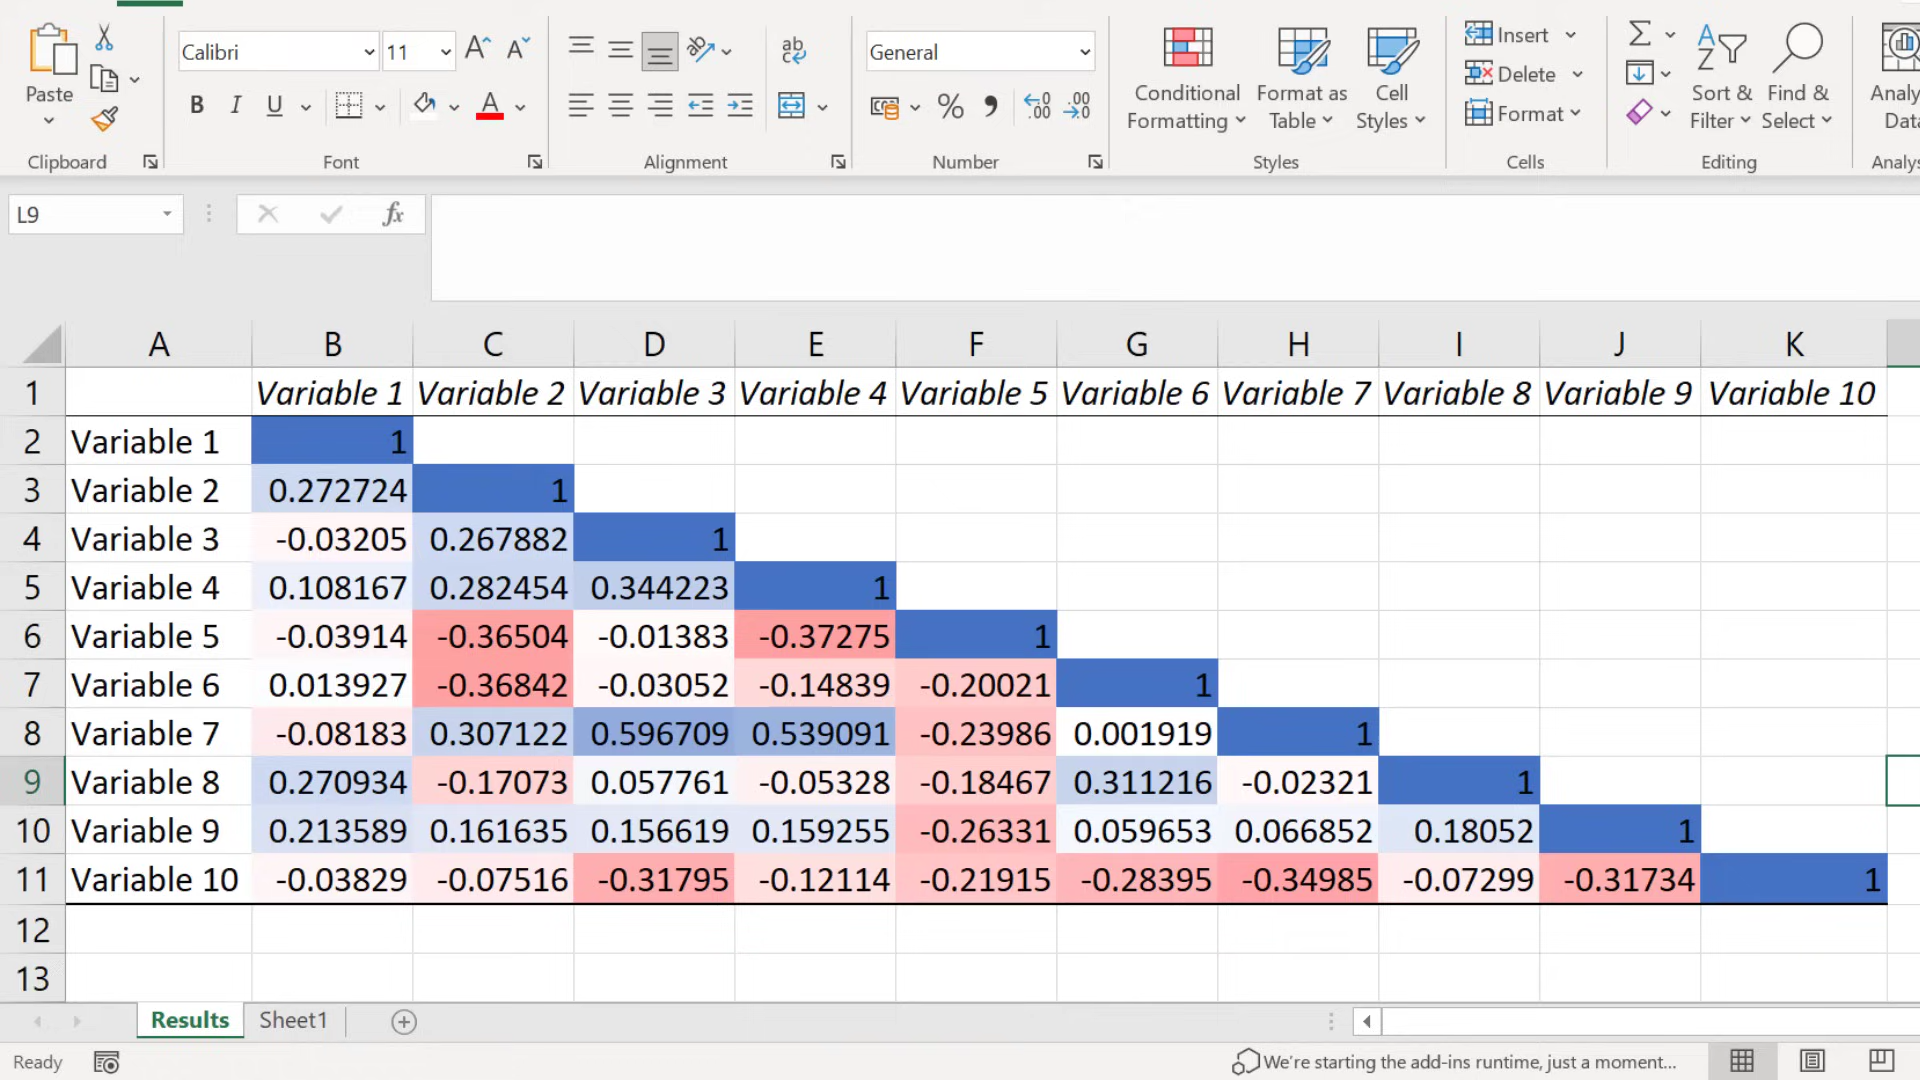 Paste
Clipboard
Calibri 11
B I U
Font
ab
Alignment
General
%
Number
Conditional Formatting
Format as Table
Cell Styles
Styles
Insert
Delete
Format
Cells
Sort & Filter
Find & Select
Editing
L9
fx
A B C D E F G H I J K
1 Variable 1 Variable 2 Variable 3 Variable 4 Variable 5 Variable 6 Variable 7 Variable 8 Variable 9 Variable 10
2 Variable 1 1
3 Variable 2 0.272724 1
4 Variable 3 -0.03205 0.267882 1
5 Variable 4 0.108167 0.282454 0.344223 1
6 Variable 5 -0.03914 -0.36504 -0.01383 -0.37275 1
7 Variable 6 0.013927 -0.36842 -0.03052 -0.14839 -0.20021 1
8 Variable 7 -0.08183 0.307122 0.596709 0.539091 -0.23986 0.001919 1
9 Variable 8 0.270934 -0.17073 0.057761 -0.05328 -0.18467 0.311216 -0.02321 1
10 Variable 9 0.213589 0.161635 0.156619 0.159255 -0.26331 0.059653 0.066852 0.18052 1
11 Variable 10 -0.03829 -0.07516 -0.31795 -0.12114 -0.21915 -0.28395 -0.34985 -0.07299 -0.31734 1
12
13
Results Sheet1
Ready We're starting the add-ins runtime, just a moment...